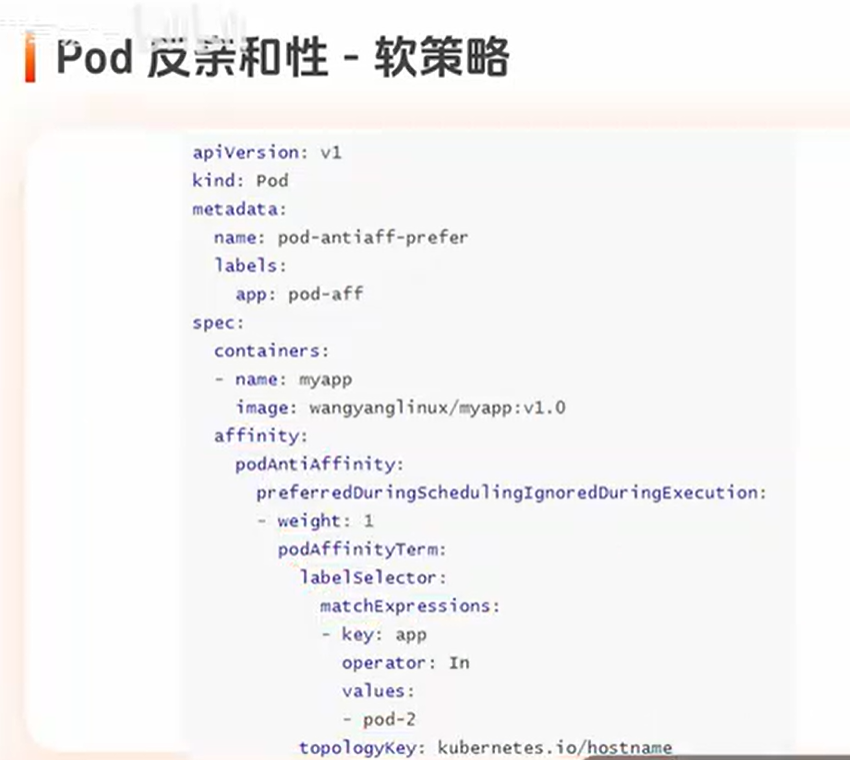 Pod 反亲和性 - 软策略
apiVersion: v1
kind: Pod
metadata:
  name: pod-antiaff-prefer
  labels:
    app: pod-aff
spec:
  containers:
  - name: myapp
    image: wangyanglinux/myapp:v1.0
  affinity:
    podAntiAffinity:
      preferredDuringSchedulingIgnoredDuringExecution:
      - weight: 1
        podAffinityTerm:
          labelSelector:
            matchExpressions:
            - key: app
              operator: In
              values:
              - pod-2
          topologyKey: kubernetes.io/hostname